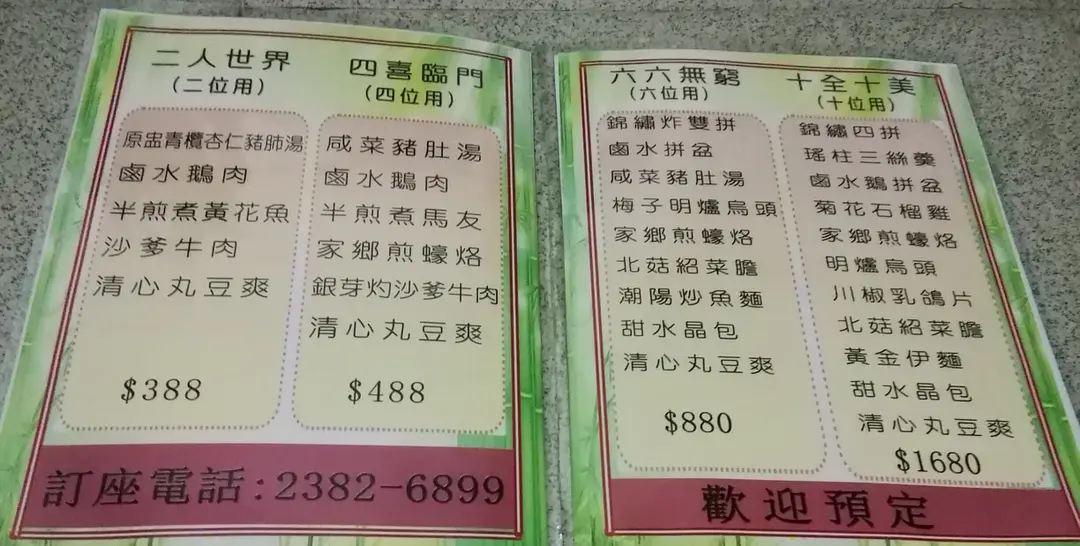 二人世界
(二位用)
原盅青欖杏仁豬肺湯
鹵水鵝肉
半煎煮黃花魚
沙爹牛肉
清心丸豆爽
$388
四喜臨門
(四位用)
咸菜豬肚湯
鹵水鵝肉
半煎煮馬友
家鄉煎蠔烙
銀芽灼沙爹牛肉
清心丸豆爽
$488
訂座電話:2382-6899
六六無窮
(六位用)
錦繡炸雙拼
鹵水拼盆
咸菜豬肚湯
梅子明爐烏頭
家鄉煎蠔烙
北菇紹菜膽
潮陽炒魚麵
甜水晶包
清心丸豆爽
$880
十全十美
(十位用)
錦繡四拼
瑤柱三絲羹
鹵水鵝拼盆
菊花石榴雞
家鄉煎蠔烙
明爐烏頭
川椒乳鴿片
北菇紹菜膽
黃金伊麵
甜水晶包
清心丸豆爽
$1680
歡迎預定